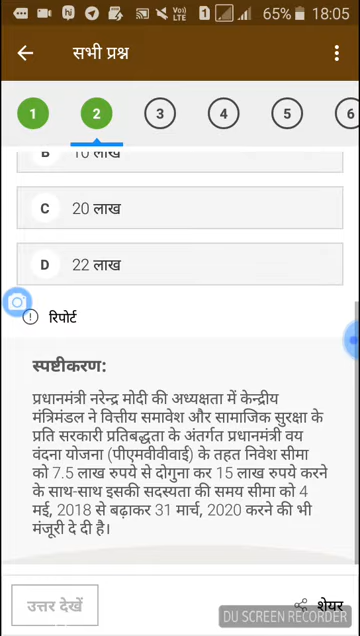 65% 18:05
सभी प्रश्न
1 2 3 4 5 6
B 10 लाख
C 20 लाख
D 22 लाख
रिपोर्ट
स्पष्टीकरण:
प्रधानमंत्री नरेन्द्र मोदी की अध्यक्षता में केन्द्रीय
मंत्रिमंडल ने वित्तीय समावेश और सामाजिक सुरक्षा के
प्रति सरकारी प्रतिबद्धता के अंतर्गत प्रधानमंत्री वय
वंदना योजना (पीएमवीवीवाई) के तहत निवेश सीमा
को 7.5 लाख रुपये से दोगुना कर 15 लाख रुपये करने
के साथ-साथ इसकी सदस्यता की समय सीमा को 4
मई, 2018 से बढ़ाकर 31 मार्च, 2020 करने की भी
मंजूरी दे दी है।
उत्तर देखें
शेयर
DU SCREEN RECORDER